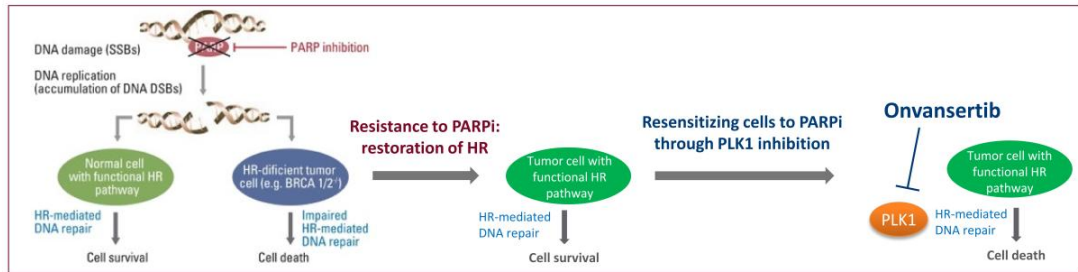 DNA damage (SSBs)
PARP
PARP inhibition
DNA replication
(accumulation of DNA DSBs)
Normal cell
with functional HR
pathway
HR-dificient tumor
cell (e.g. BRCA 1/2⁻/⁻)
HR-mediated
DNA repair
Impaired
HR-mediated
DNA repair
Cell survival
Cell death
Resistance to PARPi:
restoration of HR
Tumor cell with
functional HR
pathway
HR-mediated
DNA repair
Cell survival
Resensitizing cells to PARPi
through PLK1 inhibition
Onvansertib
Tumor cell with
functional HR
pathway
PLK1
HR-mediated
DNA repair
Cell death